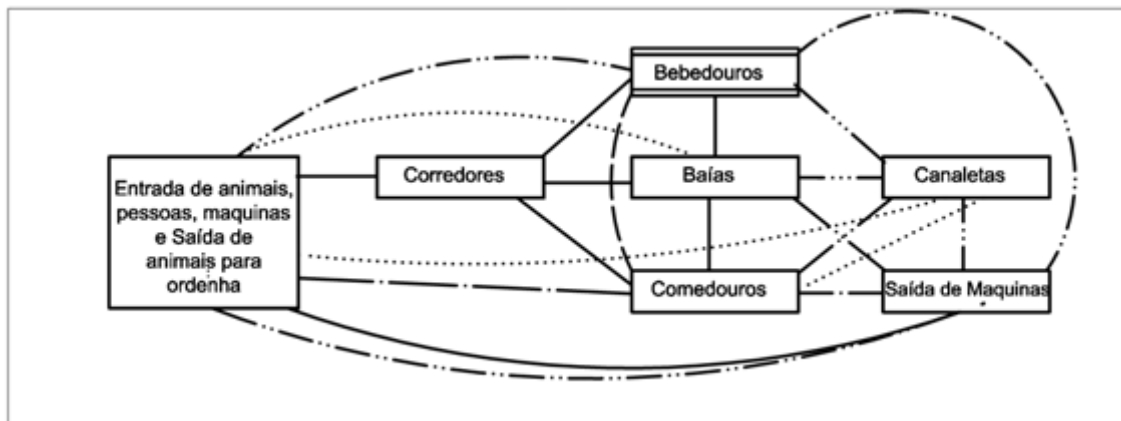 Bebedouros
Entrada de animais,
pessoas, maquinas
e Saída de
animais para
ordenha
Corredores
Baías
Canaletas
Comedouros
Saída de Maquinas